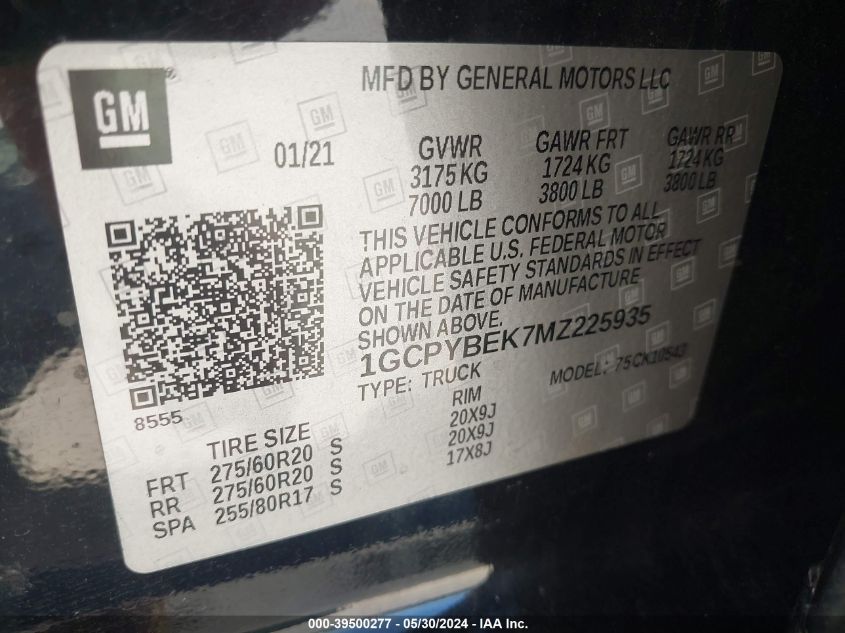 GM ®
MFD BY GENERAL MOTORS LLC
01/21
GVWR GAWR FRT GAWR RR
3175 KG 1724 KG 1724 KG
7000 LB 3800 LB 3800 LB
THIS VEHICLE CONFORMS TO ALL
APPLICABLE U.S. FEDERAL MOTOR
VEHICLE SAFETY STANDARDS IN EFFECT
ON THE DATE OF MANUFACTURE
SHOWN ABOVE.
1GCPYBEK7MZ225935
TYPE: TRUCK MODEL: 75CK10543
8555
TIRE SIZE RIM
FRT 275/60R20 S 20X9J
RR 275/60R20 S 20X9J
SPA 255/80R17 S 17X8J
000-39500277 - 05/30/2024 - IAA Inc.